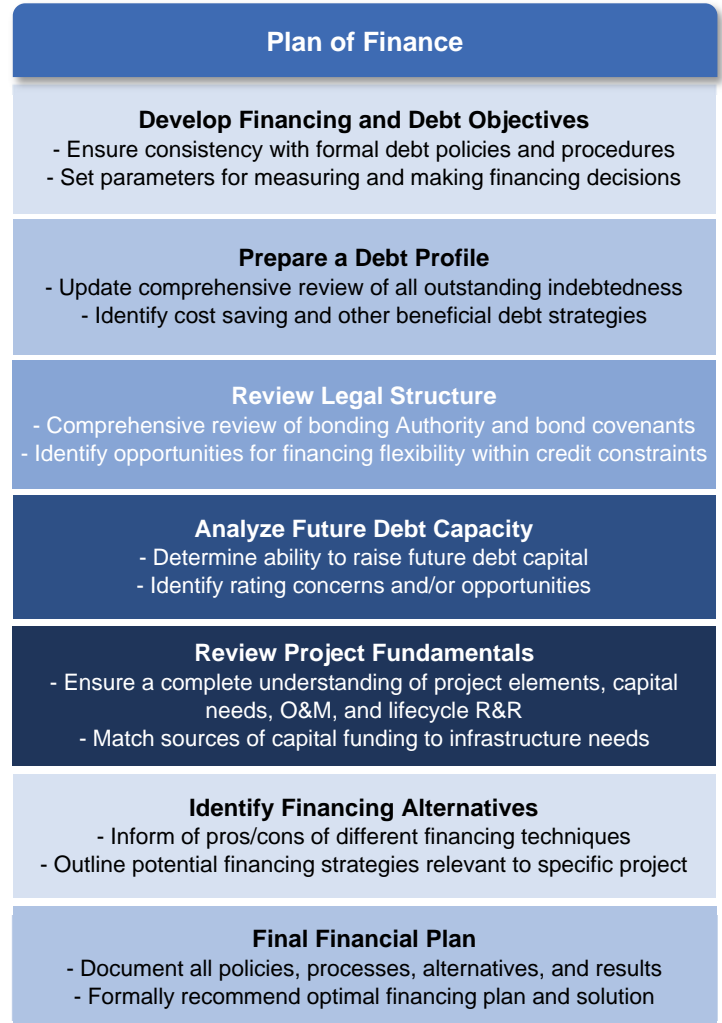 Plan of Finance
Develop Financing and Debt Objectives
- Ensure consistency with formal debt policies and procedures
- Set parameters for measuring and making financing decisions
Prepare a Debt Profile
- Update comprehensive review of all outstanding indebtedness
- Identify cost saving and other beneficial debt strategies
Review Legal Structure
- Comprehensive review of bonding Authority and bond covenants
- Identify opportunities for financing flexibility within credit constraints
Analyze Future Debt Capacity
- Determine ability to raise future debt capital
- Identify rating concerns and/or opportunities
Review Project Fundamentals
- Ensure a complete understanding of project elements, capital
needs, O&M, and lifecycle R&R
- Match sources of capital funding to infrastructure needs
Identify Financing Alternatives
- Inform of pros/cons of different financing techniques
- Outline potential financing strategies relevant to specific project
Final Financial Plan
- Document all policies, processes, alternatives, and results
- Formally recommend optimal financing plan and solution